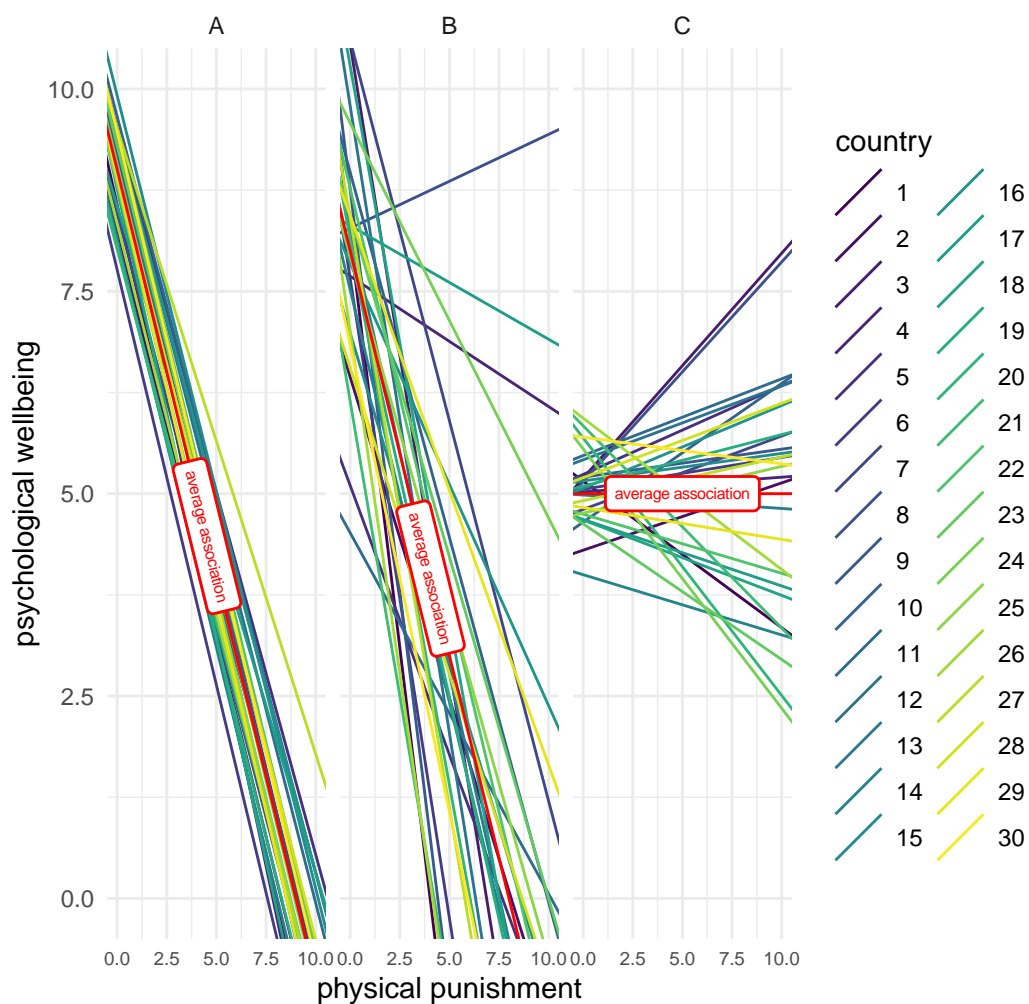 A B C
psychological wellbeing
10.0
7.5
5.0
2.5
0.0
average association
average association
average association
0.0 2.5 5.0 7.5 10.0 0.0 2.5 5.0 7.5 10.0 0.0 2.5 5.0 7.5 10.0
physical punishment
country
1 16
2 17
3 18
4 19
5 20
6 21
7 22
8 23
9 24
10 25
11 26
12 27
13 28
14 29
15 30